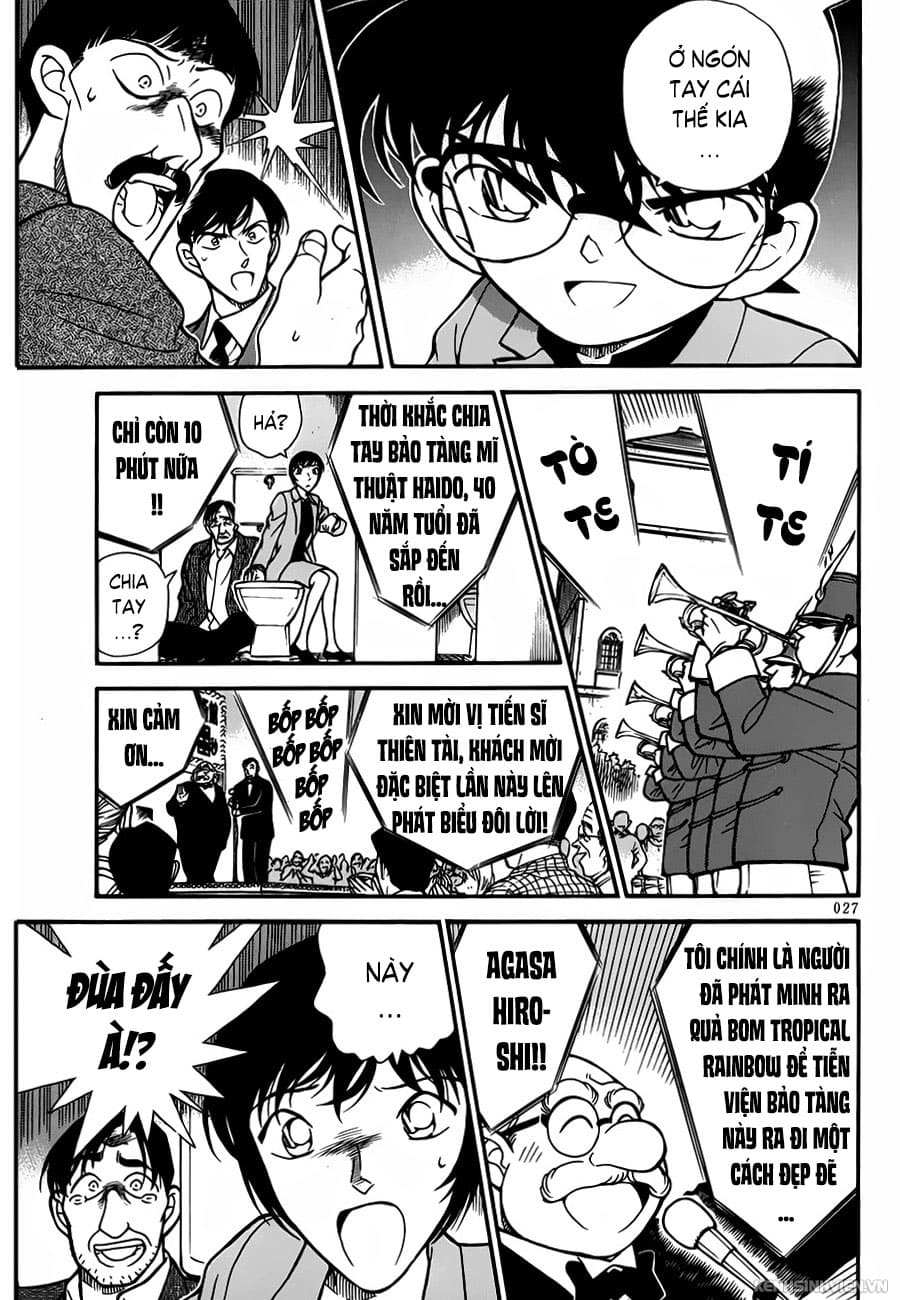 Ở NGÓN
TAY CÁI
THẾ KIA
...
TÍ
TE
TÒ
TE
THỜI KHẮC CHIA
TAY BẢO TÀNG MĨ
THUẬT HAIDO, 40
NĂM TUỔI ĐÃ
SẮP ĐẾN
RỒI...
HẢ?
CHỈ CÒN 10
PHÚT NỮA
!!
CHIA
TAY
...?
XIN MỜI VỊ TIẾN SĨ
THIÊN TÀI, KHÁCH MỜI
ĐẶC BIỆT LẦN NÀY LÊN
PHÁT BIỂU ĐÔI LỜI!
BỐP BỐP
BỐP BỐP
BỐP
BỐP
XIN CẢM
ƠN...
027
TÔI CHÍNH LÀ NGƯỜI
ĐÃ PHÁT MINH RA
QUẢ BOM TROPICAL
RAINBOW ĐỂ TIỄN
VIỆN BẢO TÀNG
NÀY RA ĐI MỘT
CÁCH ĐẸP ĐẼ
...
AGASA
HIRO-
SHI!!
NÀY
...
ĐÙA ĐẤY
À!?
KENHSINHVIEN.VN